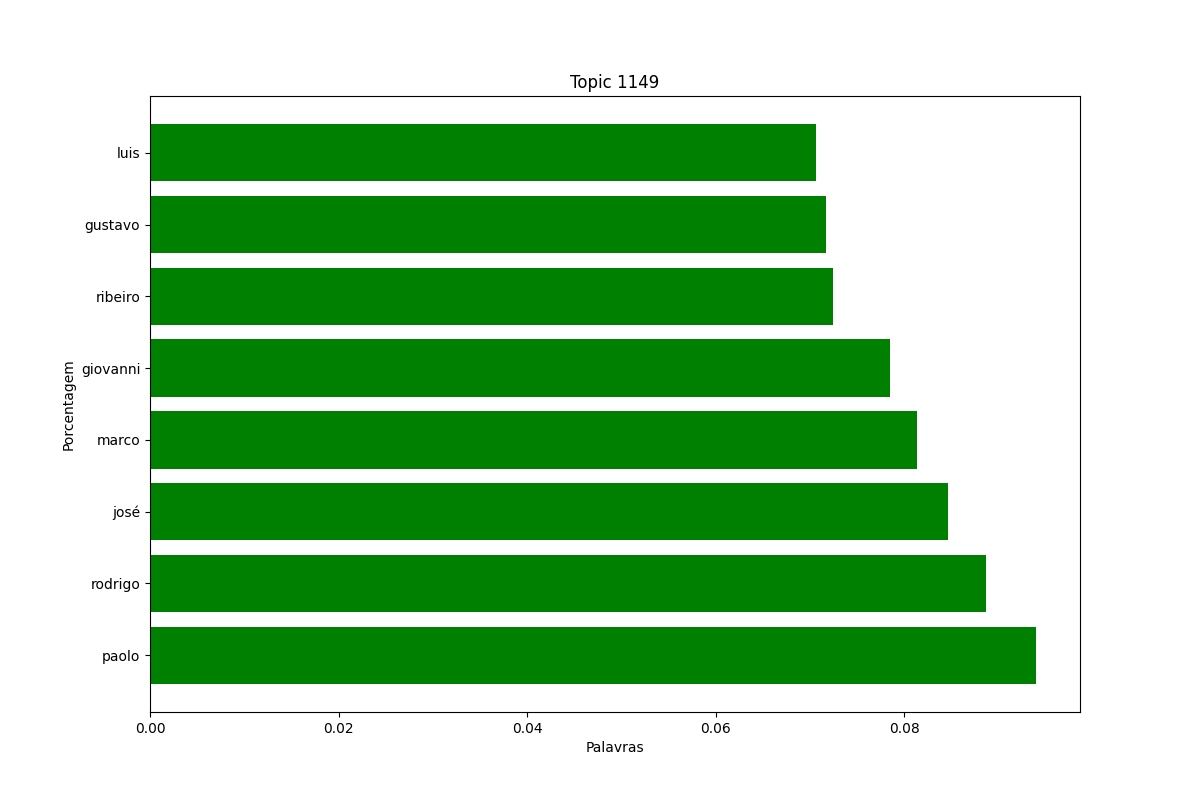 Topic 1149
luis
gustavo
ribeiro
giovanni
marco
josé
rodrigo
paolo
Porcentagem
0.00 0.02 0.04 0.06 0.08
Palavras